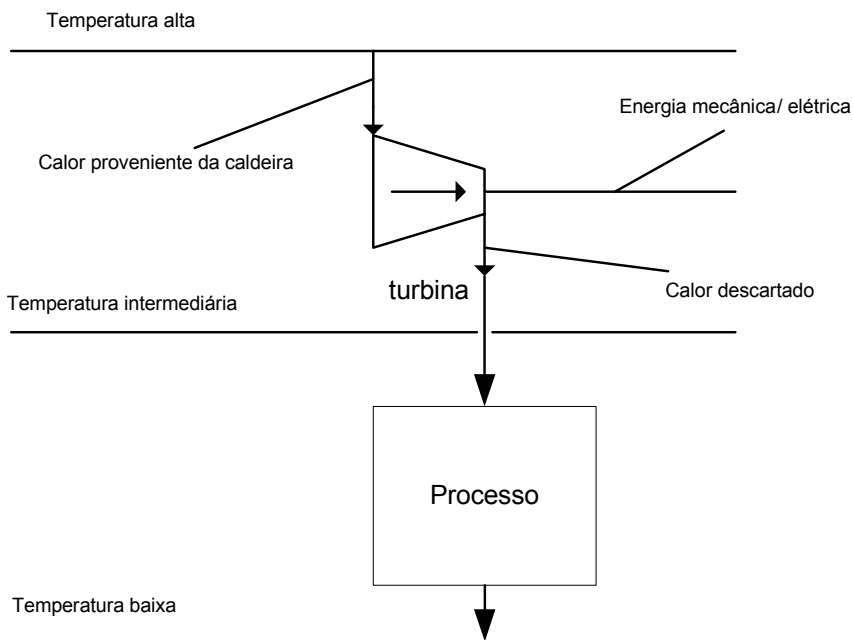 Temperatura alta
Energia mecânica/ elétrica
Calor proveniente da caldeira
turbina
Calor descartado
Temperatura intermediária
Processo
Temperatura baixa